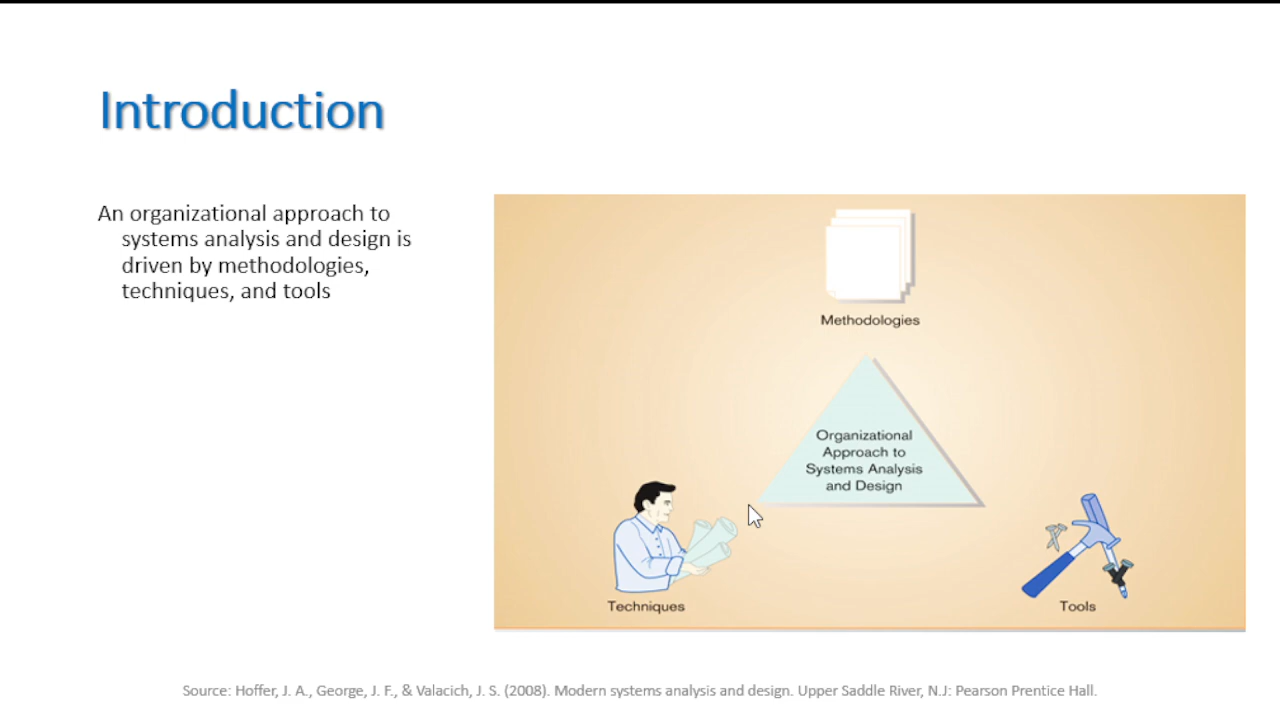 Introduction
An organizational approach to
systems analysis and design is
driven by methodologies,
techniques, and tools
Methodologies
Organizational
Approach to
Systems Analysis
and Design
Techniques
Tools
Source: Hoffer, J. A., George, J. F., & Valacich, J. S. (2008). Modern systems analysis and design. Upper Saddle River, N.J: Pearson Prentice Hall.